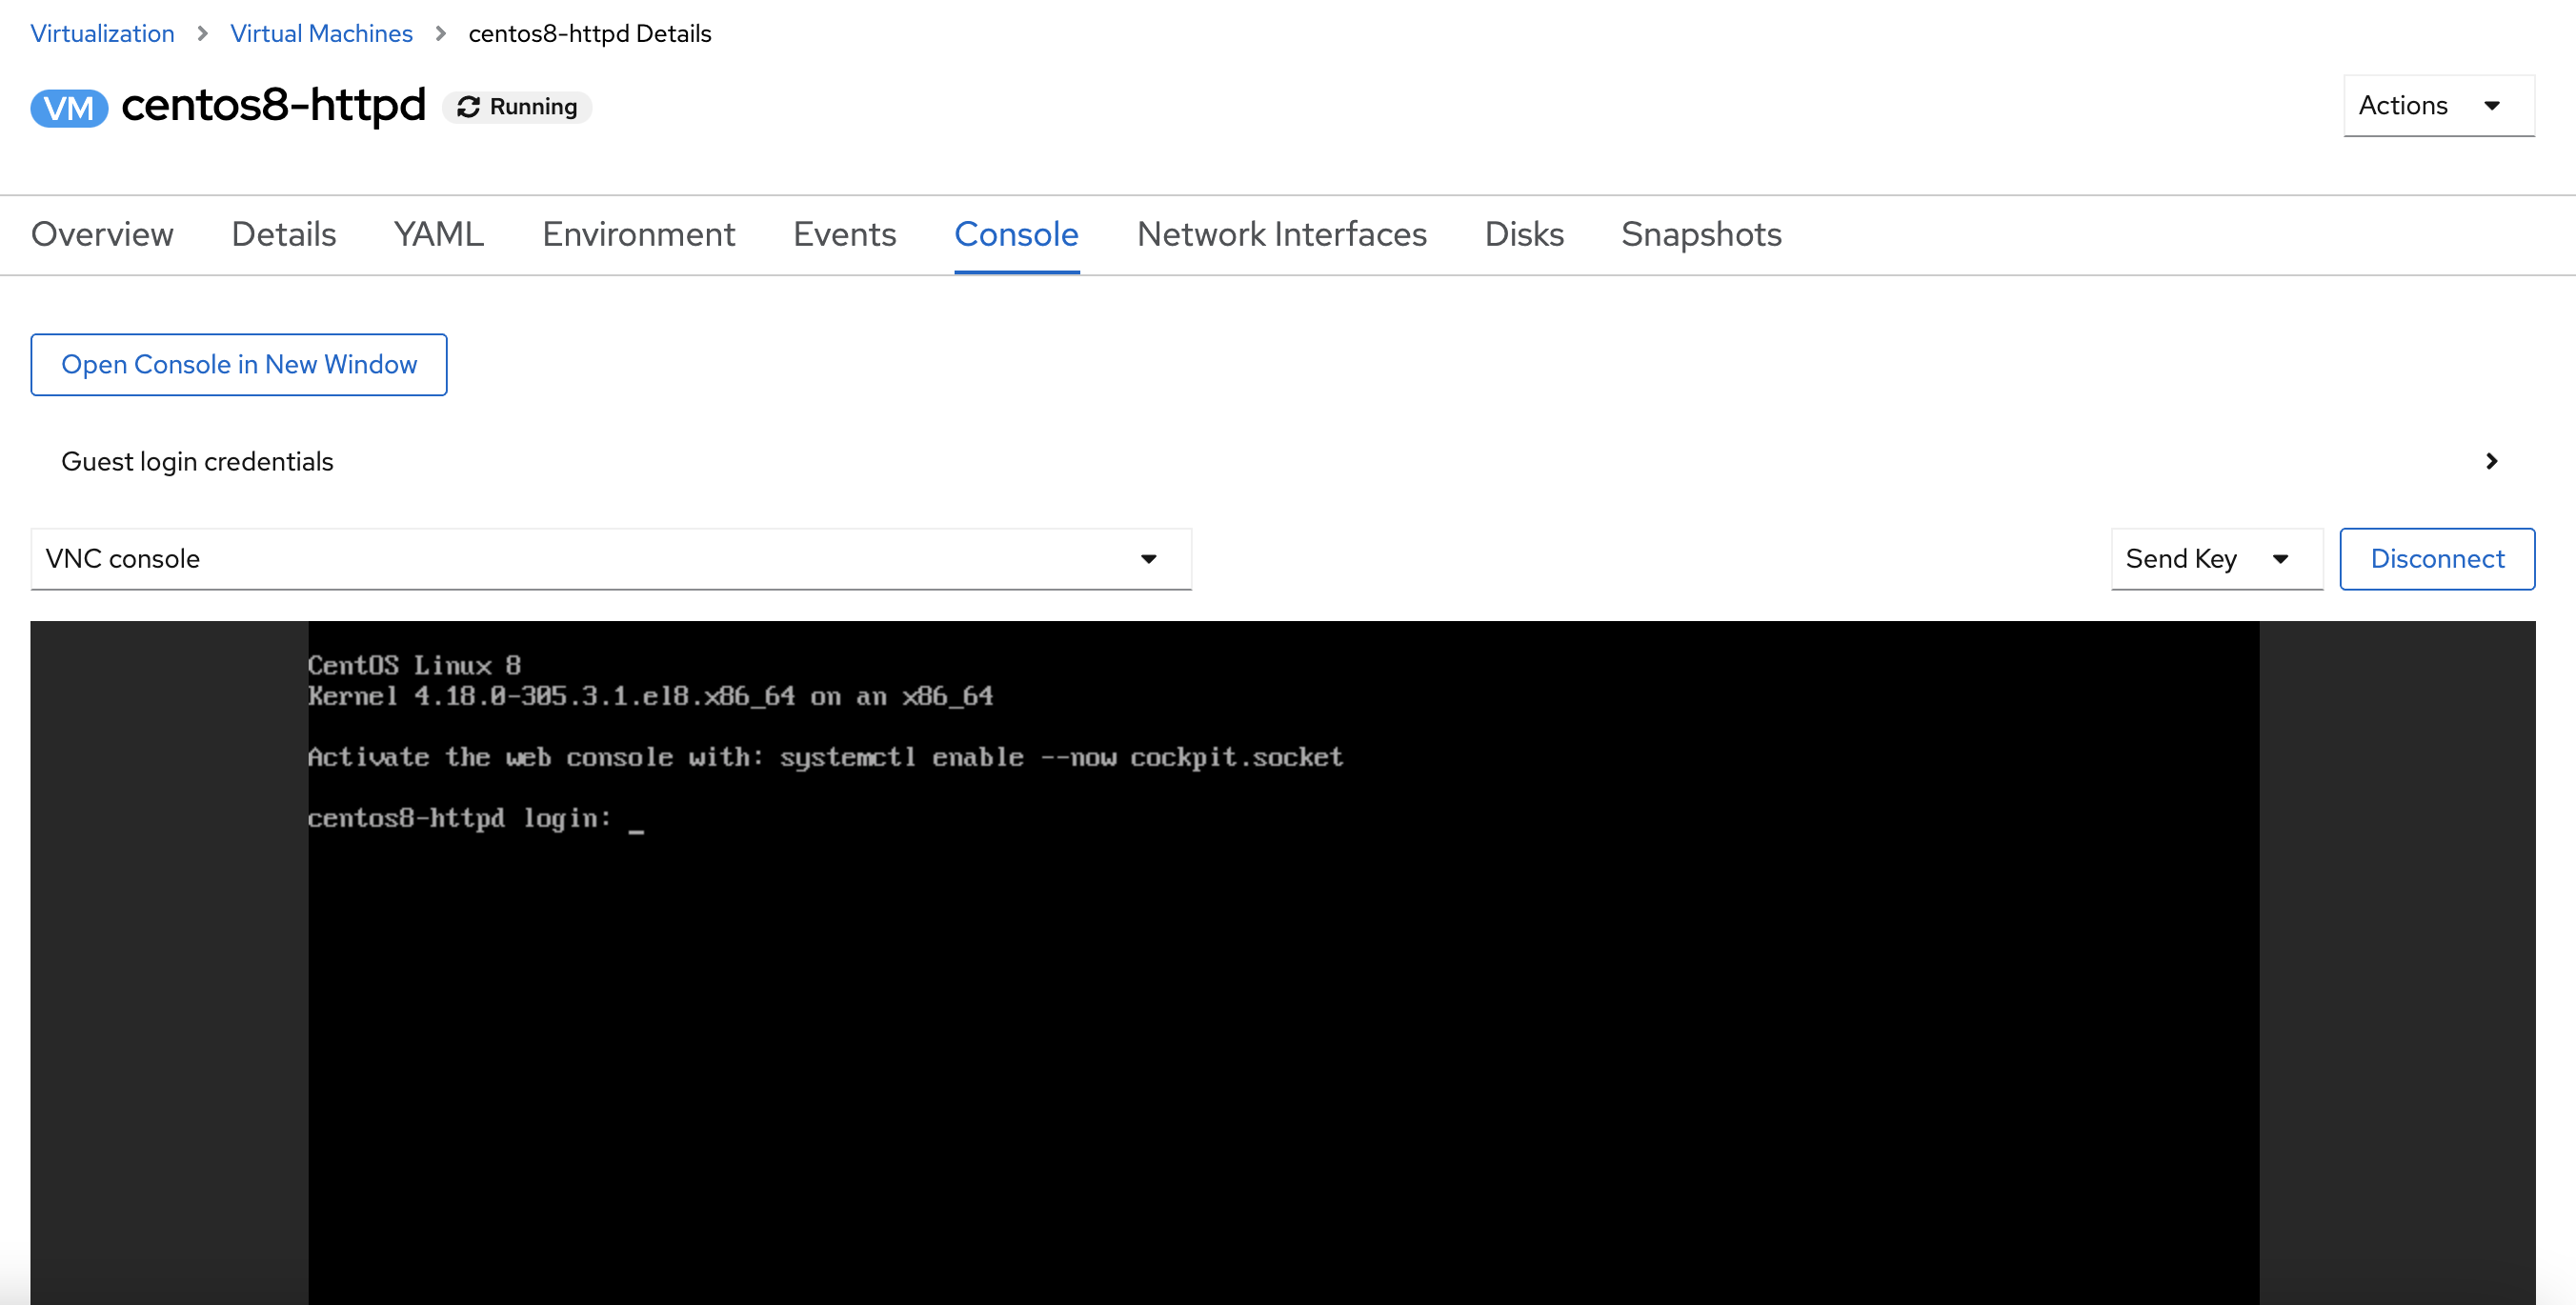 Virtualization > Virtual Machines > centos8-httpd Details
VM centos8-httpd Running
Actions
Overview Details YAML Environment Events Console Network Interfaces Disks Snapshots
Open Console in New Window
Guest login credentials
VNC console
Send Key
Disconnect
CentOS Linux 8
Kernel 4.18.0-305.3.1.el8.x86_64 on an x86_64
Activate the web console with: systemctl enable --now cockpit.socket
centos8-httpd login: _